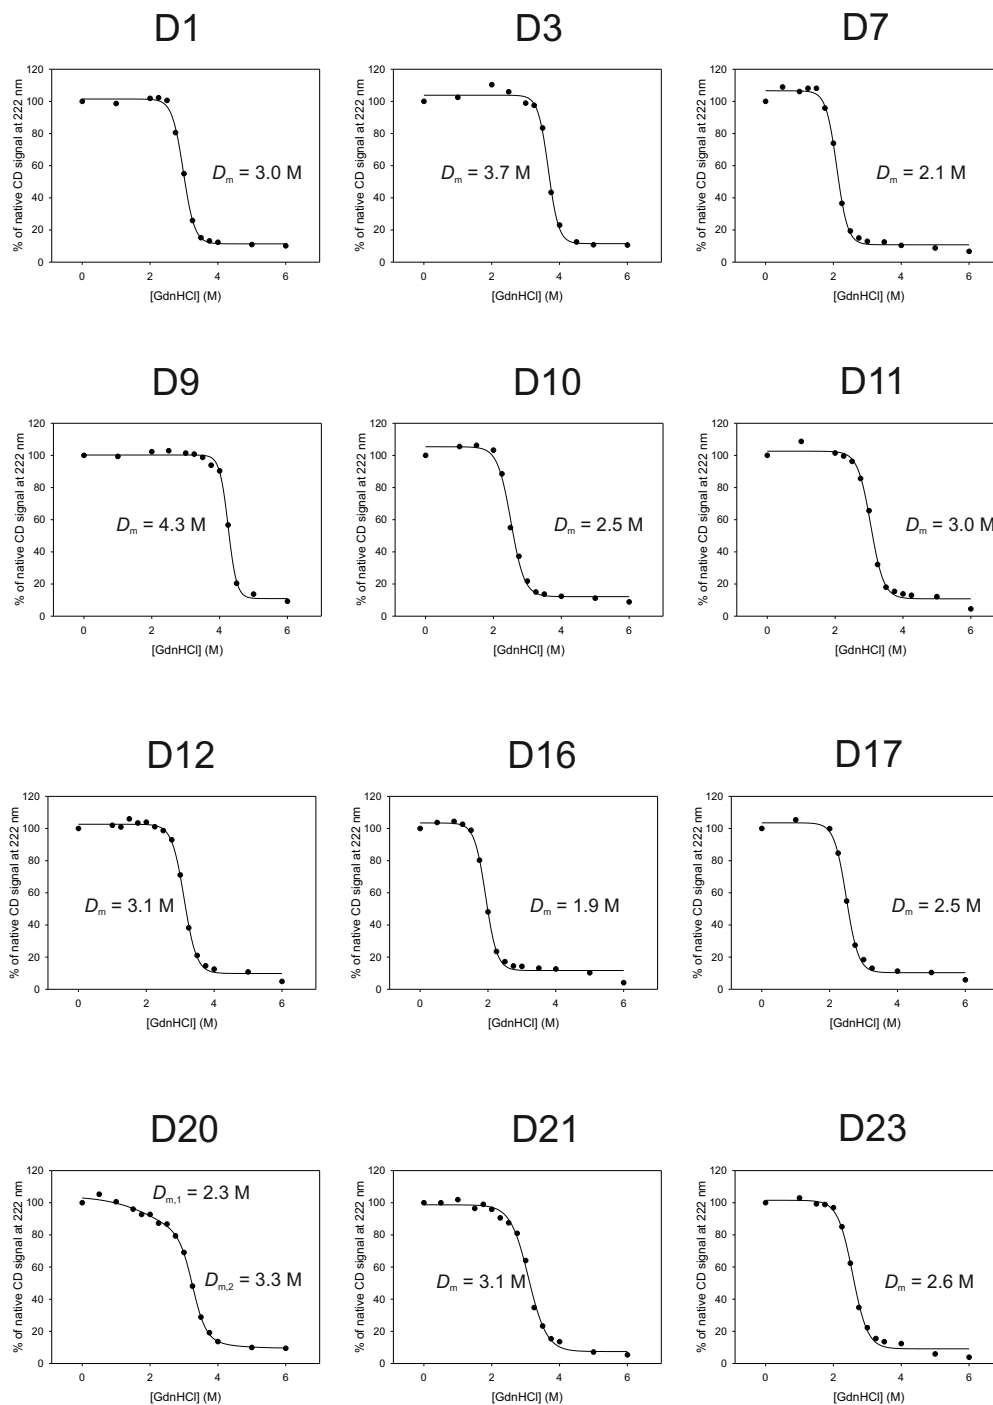 D1
D3
D7
% of native CD signal at 222 nm
120
100
80
60
40
20
0
0 2 4 6
[GdnHCl] (M)
Dm = 3.0 M
% of native CD signal at 222 nm
120
100
80
60
40
20
0
0 2 4 6
[GdnHCl] (M)
Dm = 3.7 M
% of native CD signal at 222 nm
120
100
80
60
40
20
0
0 2 4 6
[GdnHCl] (M)
Dm = 2.1 M
D9
D10
D11
% of native CD signal at 222 nm
120
100
80
60
40
20
0
0 2 4 6
[GdnHCl] (M)
Dm = 4.3 M
% of native CD signal at 222 nm
120
100
80
60
40
20
0
0 2 4 6
[GdnHCl] (M)
Dm = 2.5 M
% of native CD signal at 222 nm
120
100
80
60
40
20
0
0 2 4 6
[GdnHCl] (M)
Dm = 3.0 M
D12
D16
D17
% of native CD signal at 222 nm
120
100
80
60
40
20
0
0 2 4 6
[GdnHCl] (M)
Dm = 3.1 M
% of native CD signal at 222 nm
120
100
80
60
40
20
0
0 2 4 6
[GdnHCl] (M)
Dm = 1.9 M
% of native CD signal at 222 nm
120
100
80
60
40
20
0
0 2 4 6
[GdnHCl] (M)
Dm = 2.5 M
D20
D21
D23
% of native CD signal at 222 nm
120
100
80
60
40
20
0
0 2 4 6
[GdnHCl] (M)
Dm,1 = 2.3 M
Dm,2 = 3.3 M
% of native CD signal at 222 nm
120
100
80
60
40
20
0
0 2 4 6
[GdnHCl] (M)
Dm = 3.1 M
% of native CD signal at 222 nm
120
100
80
60
40
20
0
0 2 4 6
[GdnHCl] (M)
Dm = 2.6 M